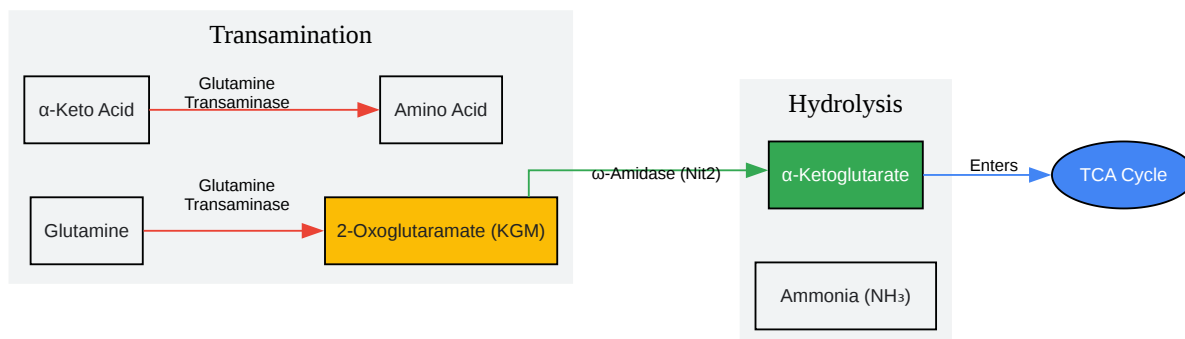 Transamination
α-Keto Acid
Glutamine
Transaminase
Amino Acid
Glutamine
Glutamine
Transaminase
2-Oxoglutaramate (KGM)
ω-Amidase (Nit2)
Hydrolysis
α-Ketoglutarate
Enters
TCA Cycle
Ammonia (NH₃)